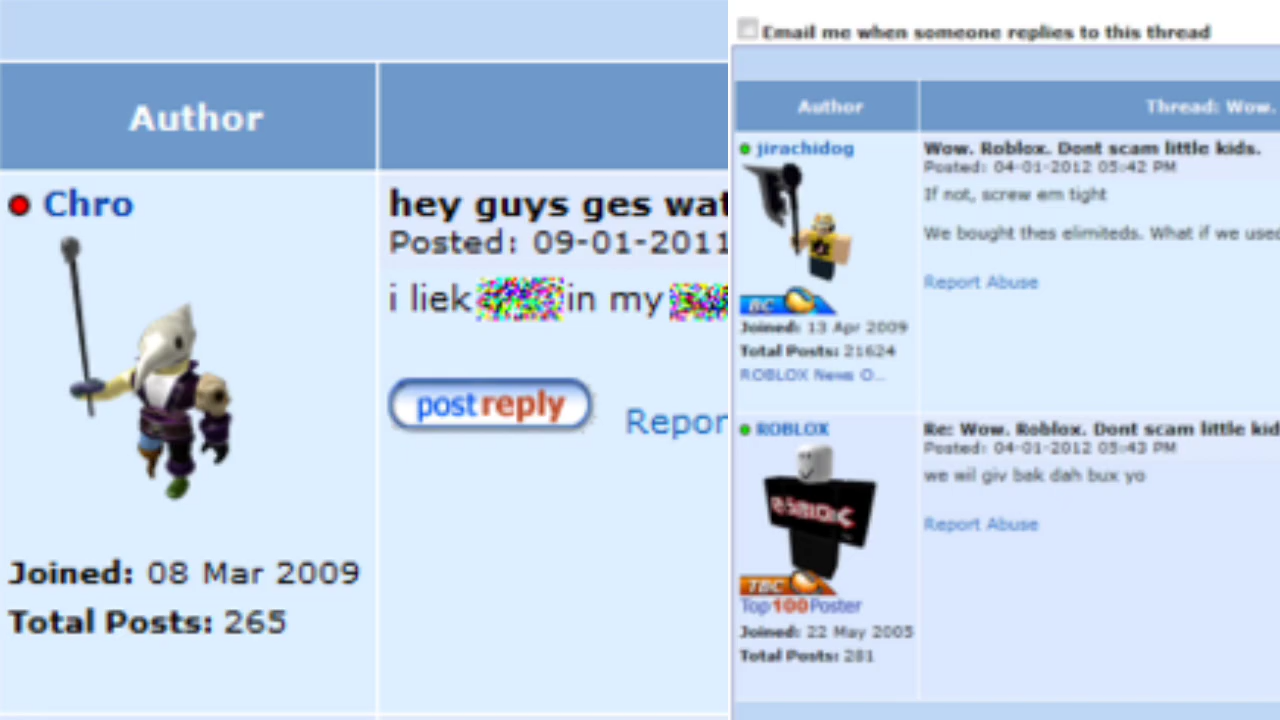 Author
Chro
hey guys ges wat
Posted: 09-01-2011
i liek in my
post reply
Repor
Joined: 08 Mar 2009
Total Posts: 265
Email me when someone replies to this thread
Author
Thread: Wow.
jirachidog
Wow. Roblox. Dont scam little kids.
Posted: 04-01-2012 05:42 PM
If not, screw em tight
We bought thes elimiteds. What if we used
Report Abuse
BC
Joined: 13 Apr 2009
Total Posts: 21624
ROBLOX News O...
ROBLOX
Re: Wow. Roblox. Dont scam little kid
Posted: 04-01-2012 05:43 PM
we wil giv bak dah bux yo
Report Abuse
TBC
Top100Poster
Joined: 22 May 2005
Total Posts: 281